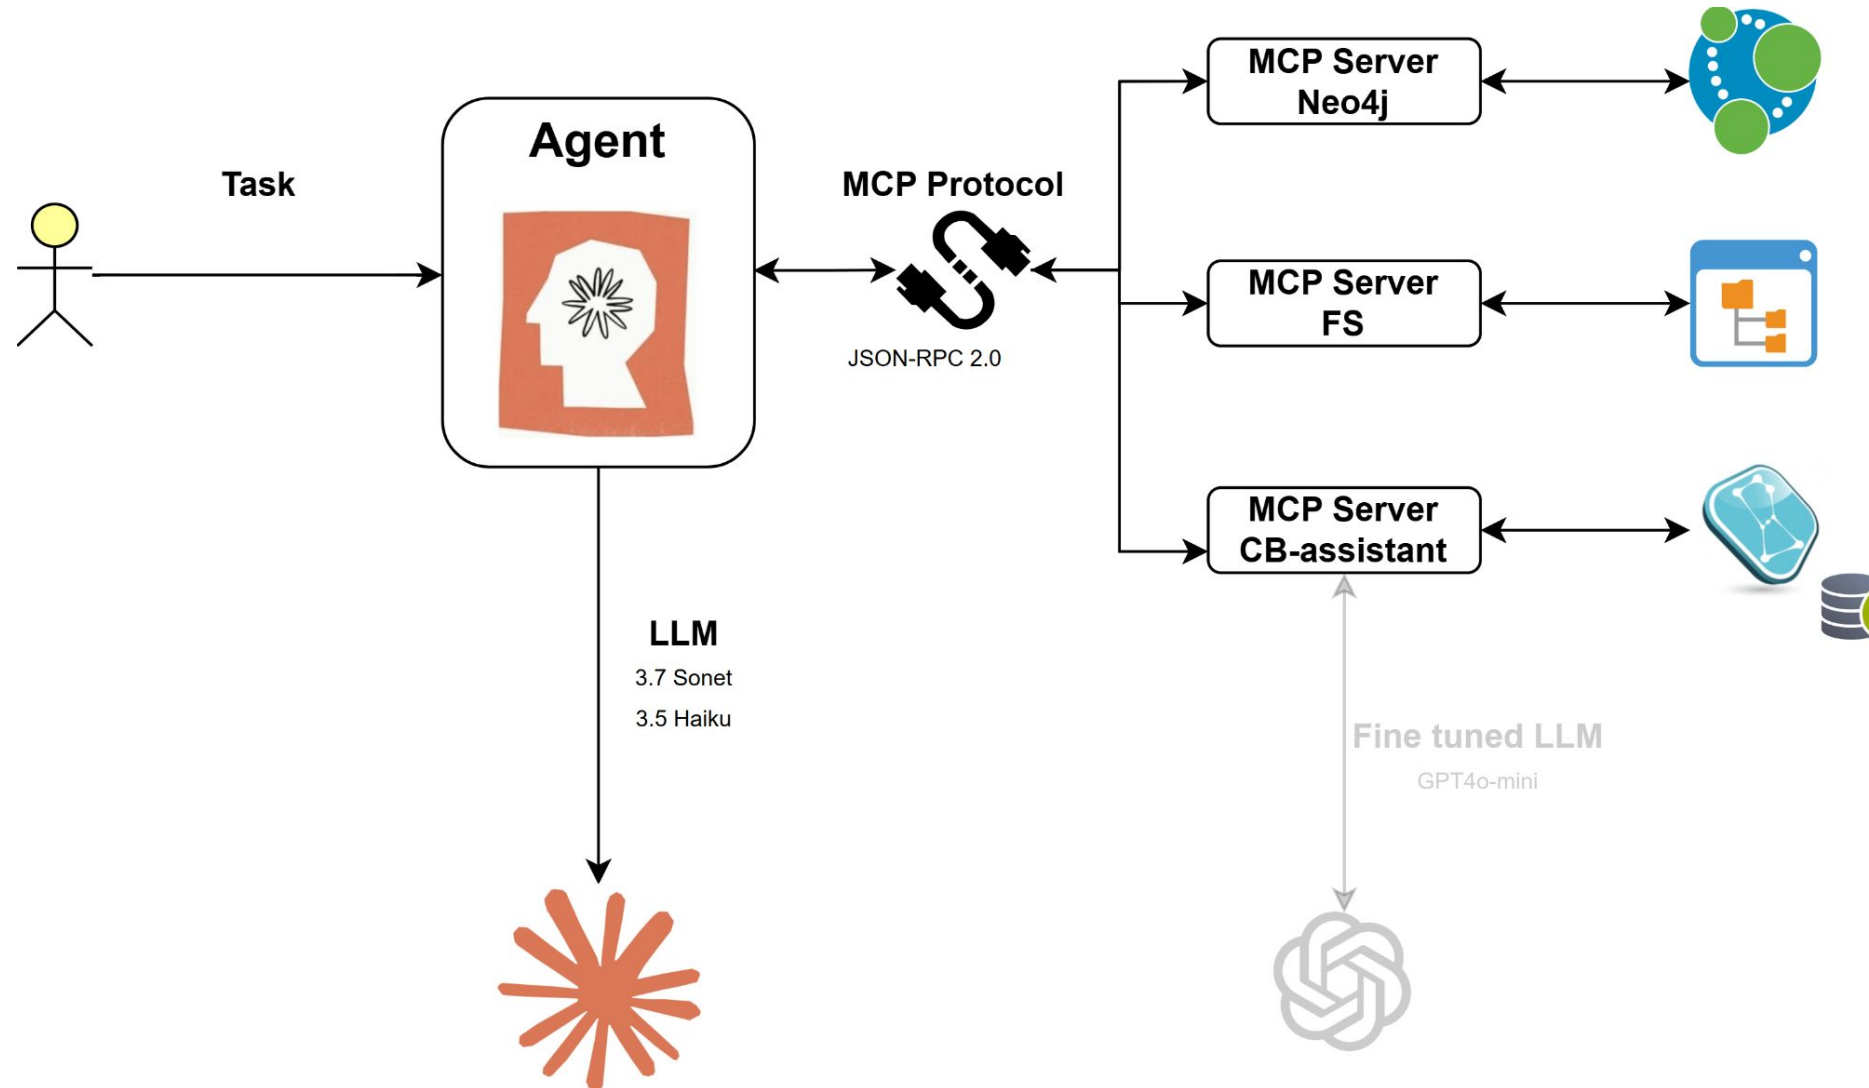 Task
Agent
MCP Protocol
JSON-RPC 2.0
MCP Server
Neo4j
MCP Server
FS
MCP Server
CB-assistant
LLM
3.7 Sonet
3.5 Haiku
Fine tuned LLM
GPT4o-mini